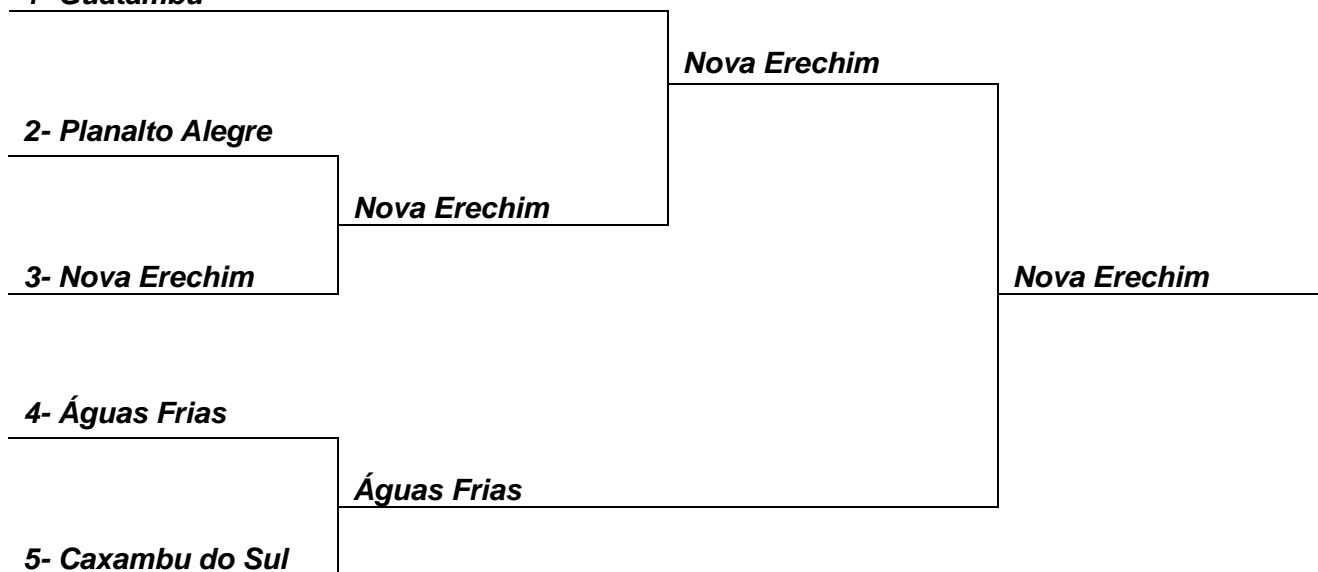 Nova Erechim
2- Planalto Alegre
Nova Erechim
3- Nova Erechim
Nova Erechim
4- Águas Frias
Águas Frias
5- Caxambu do Sul